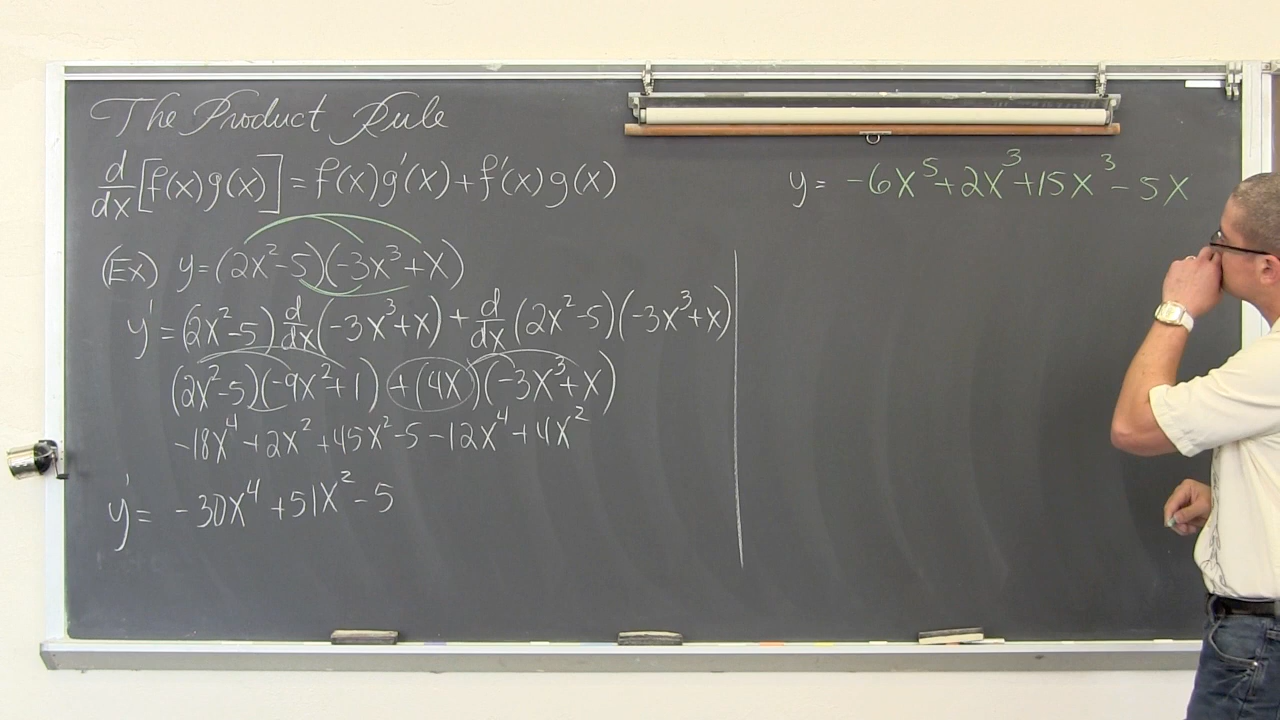 The Product Rule
d/dx [f(x)g(x)] = f(x)g'(x) + f'(x)g(x)
(Ex) y = (2x²-5)(-3x³+x)
y' = (2x²-5) d/dx (-3x³+x) + d/dx (2x²-5)(-3x³+x)
(2x²-5)(-9x²+1) + (4x)(-3x³+x)
-18x⁴ + 2x² + 45x² - 5 - 12x⁴ + 4x²
y' = -30x⁴ + 51x² - 5
y = -6x⁵ + 2x³ + 15x³ - 5x